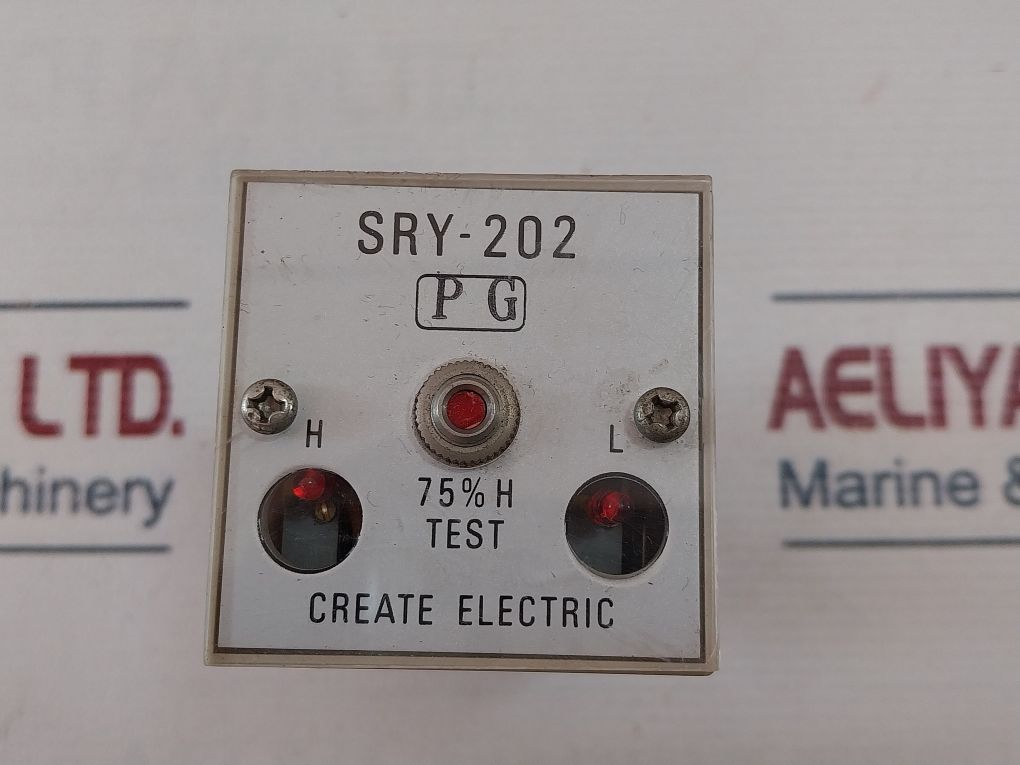 SRY-202
PG
H
L
75% H
TEST
CREATE ELECTRIC
LTD.
hinery
AELIYA
Marine &